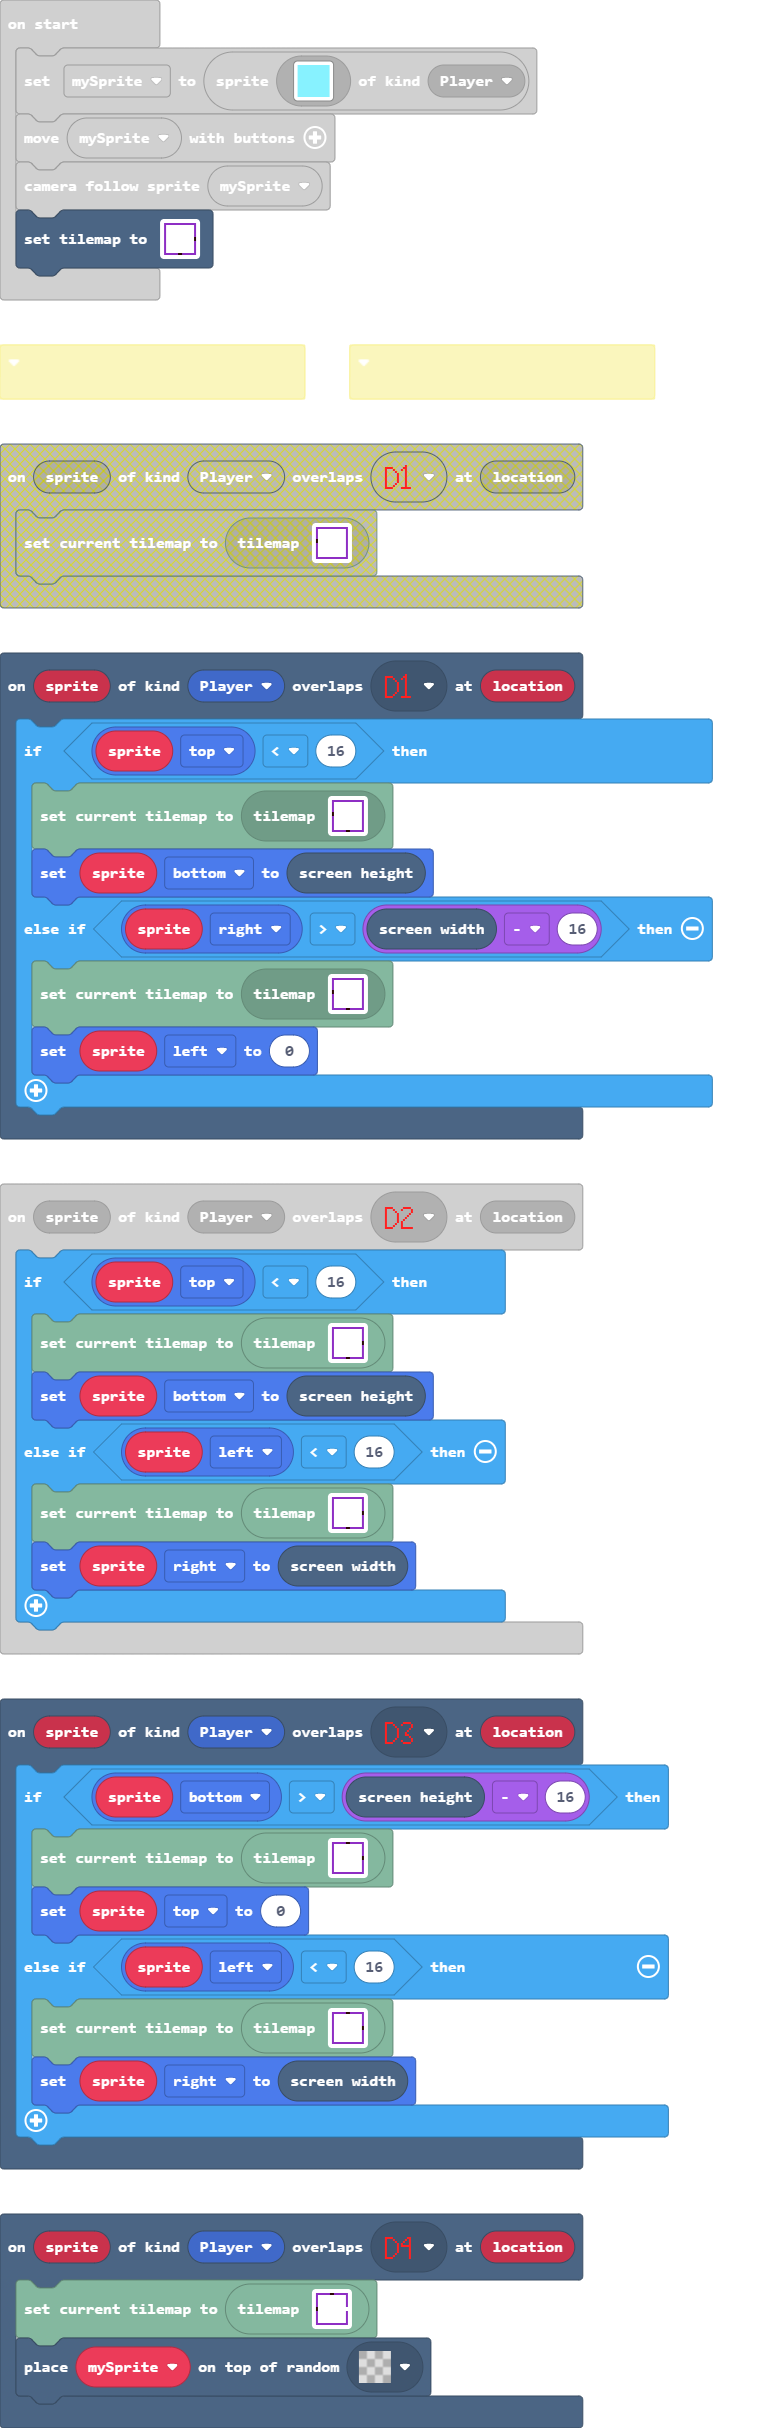 on start
set mySprite to sprite of kind Player
move mySprite with buttons
camera follow sprite mySprite
set tilemap to
on sprite of kind Player overlaps D1 at location
set current tilemap to tilemap
on sprite of kind Player overlaps D1 at location
if sprite top < 16 then
set current tilemap to tilemap
set sprite bottom to screen height
else if sprite right > screen width - 16 then
set current tilemap to tilemap
set sprite left to 0
on sprite of kind Player overlaps D2 at location
if sprite top < 16 then
set current tilemap to tilemap
set sprite bottom to screen height
else if sprite left < 16 then
set current tilemap to tilemap
set sprite right to screen width
on sprite of kind Player overlaps D3 at location
if sprite bottom > screen height - 16 then
set current tilemap to tilemap
set sprite top to 0
else if sprite left < 16 then
set current tilemap to tilemap
set sprite right to screen width
on sprite of kind Player overlaps D4 at location
set current tilemap to tilemap
place mySprite on top of random